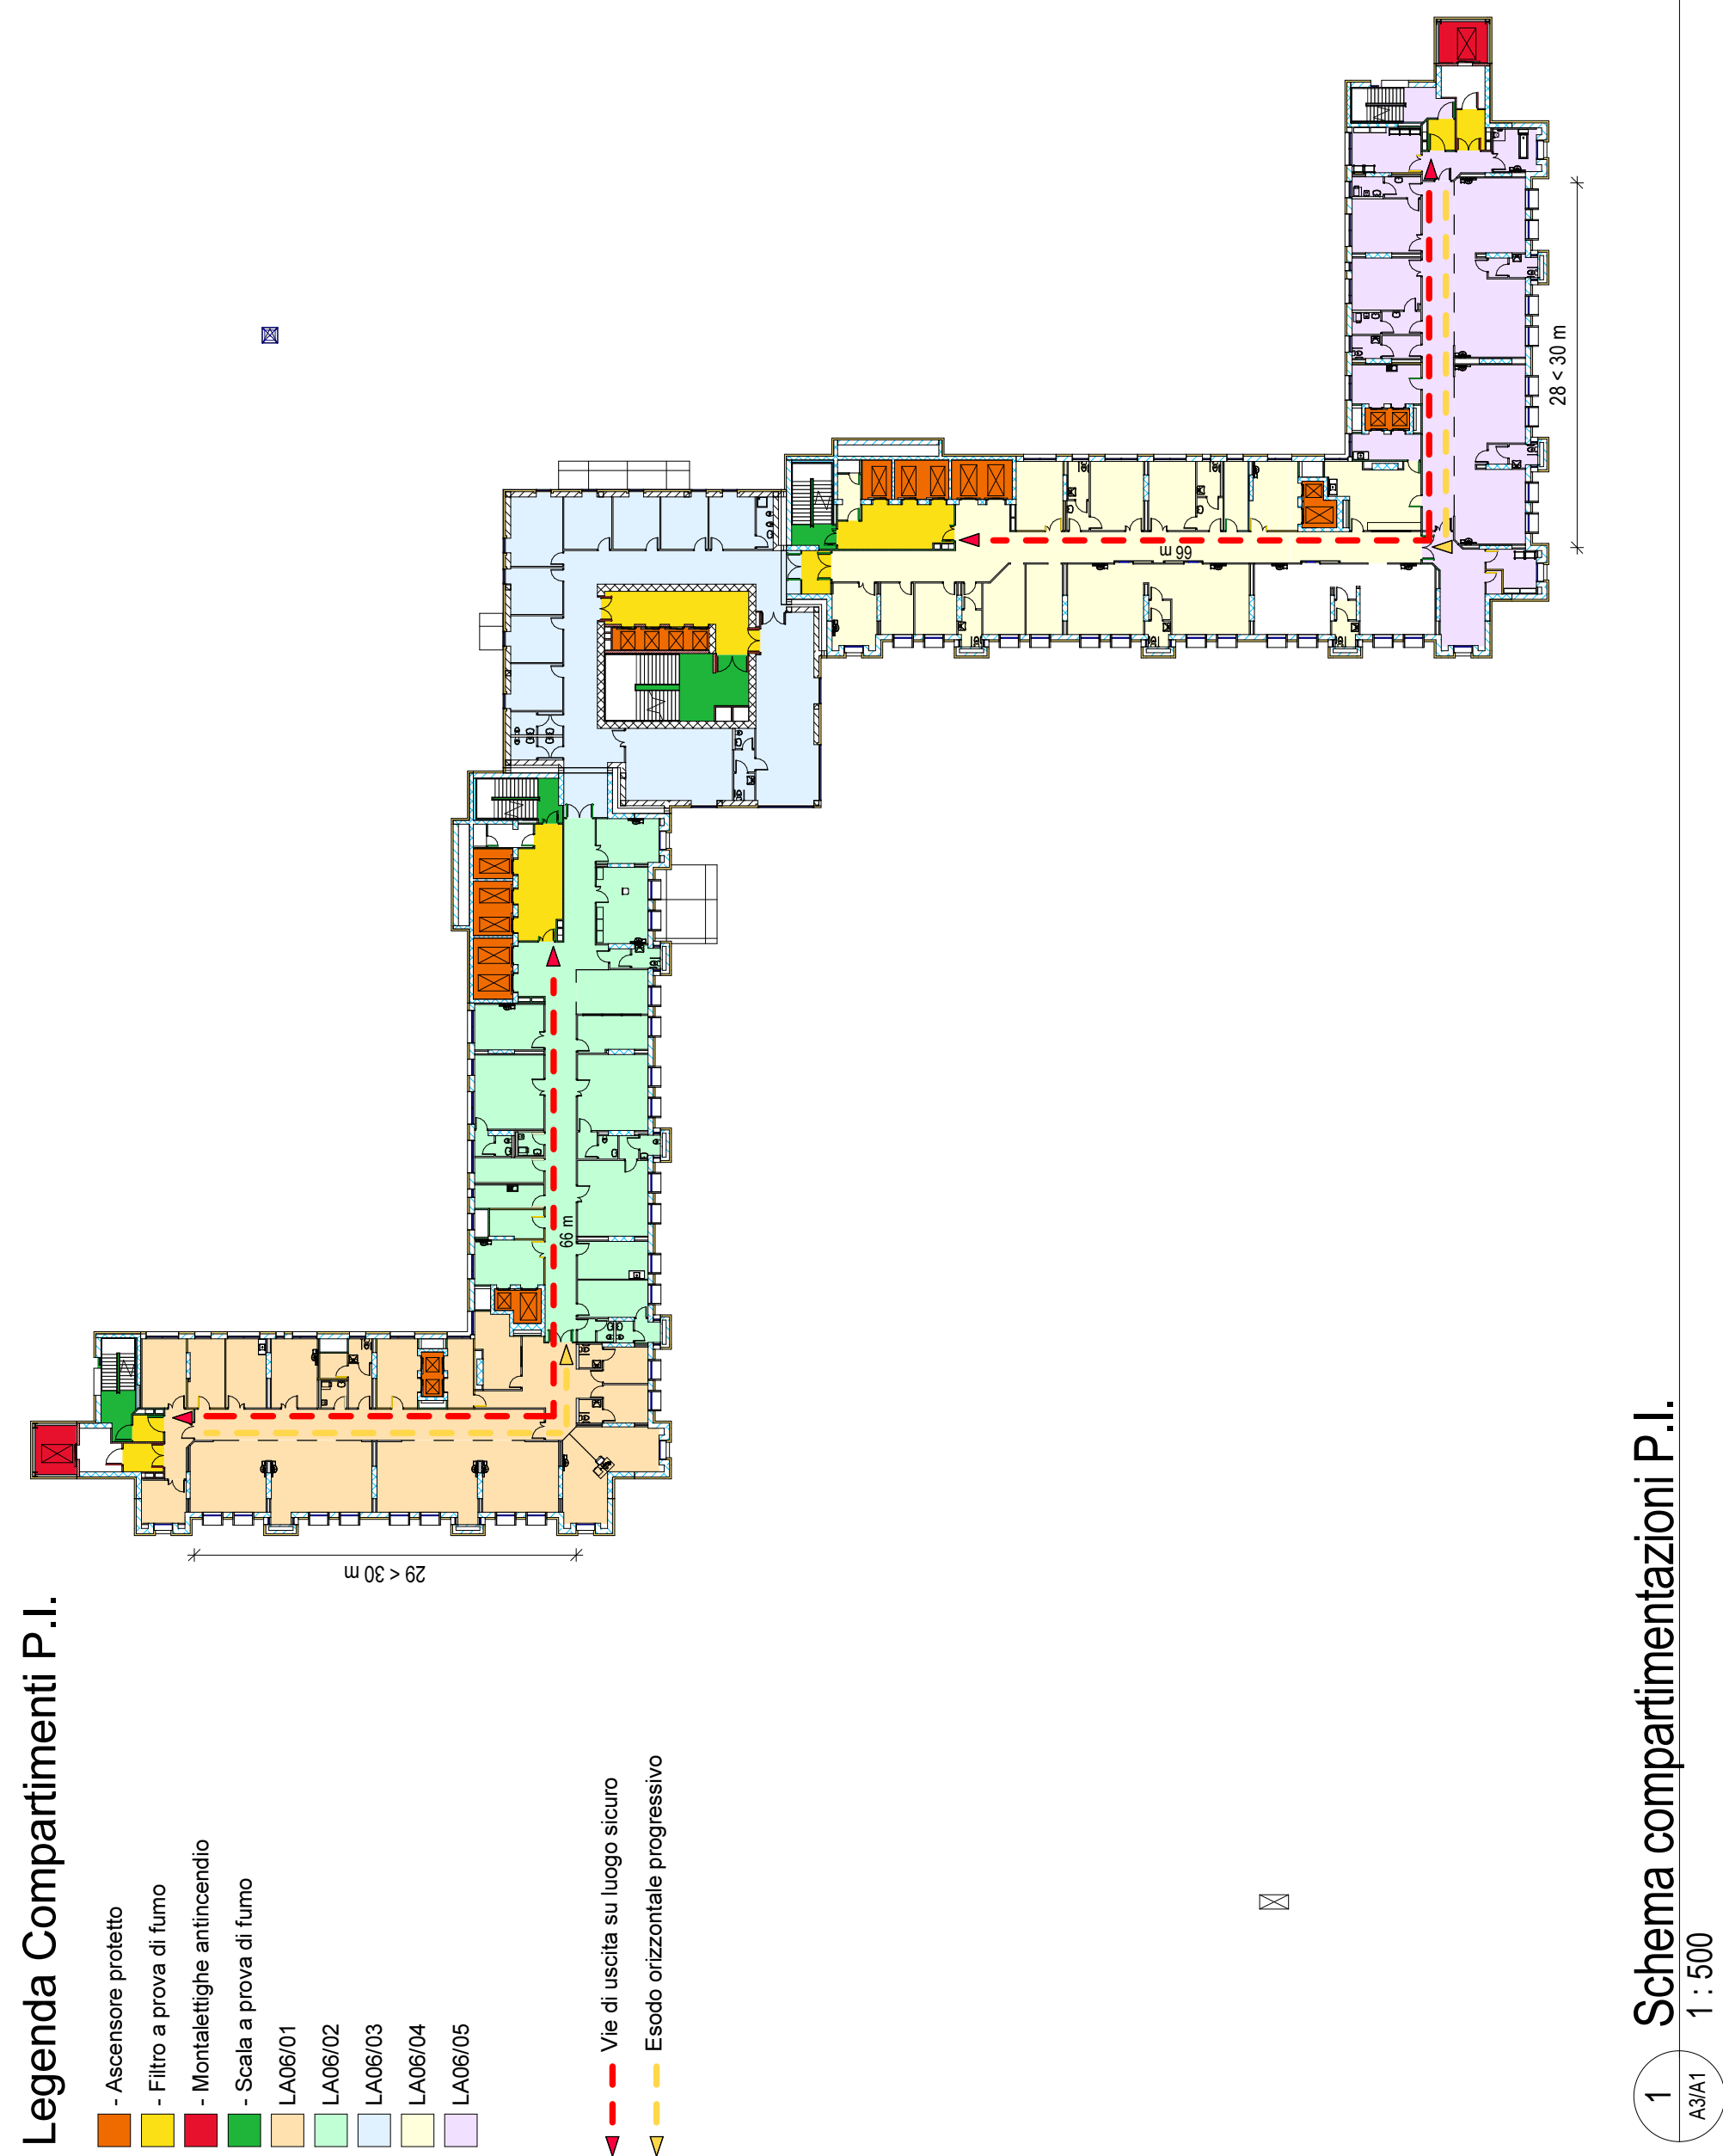 Legenda Compartimenti P.I.
- Ascensore protetto
- Filtro a prova di fumo
- Montalettighe antincendio
- Scala a prova di fumo
LA06/01
LA06/02
LA06/03
LA06/04
LA06/05
Vie di uscita su luogo sicuro
Esodo orizzontale progressivo
29 < 30 m
66 m
66 m
28 < 30 m
1
A3/A1
Schema compartimentazioni P.I.
1 : 500